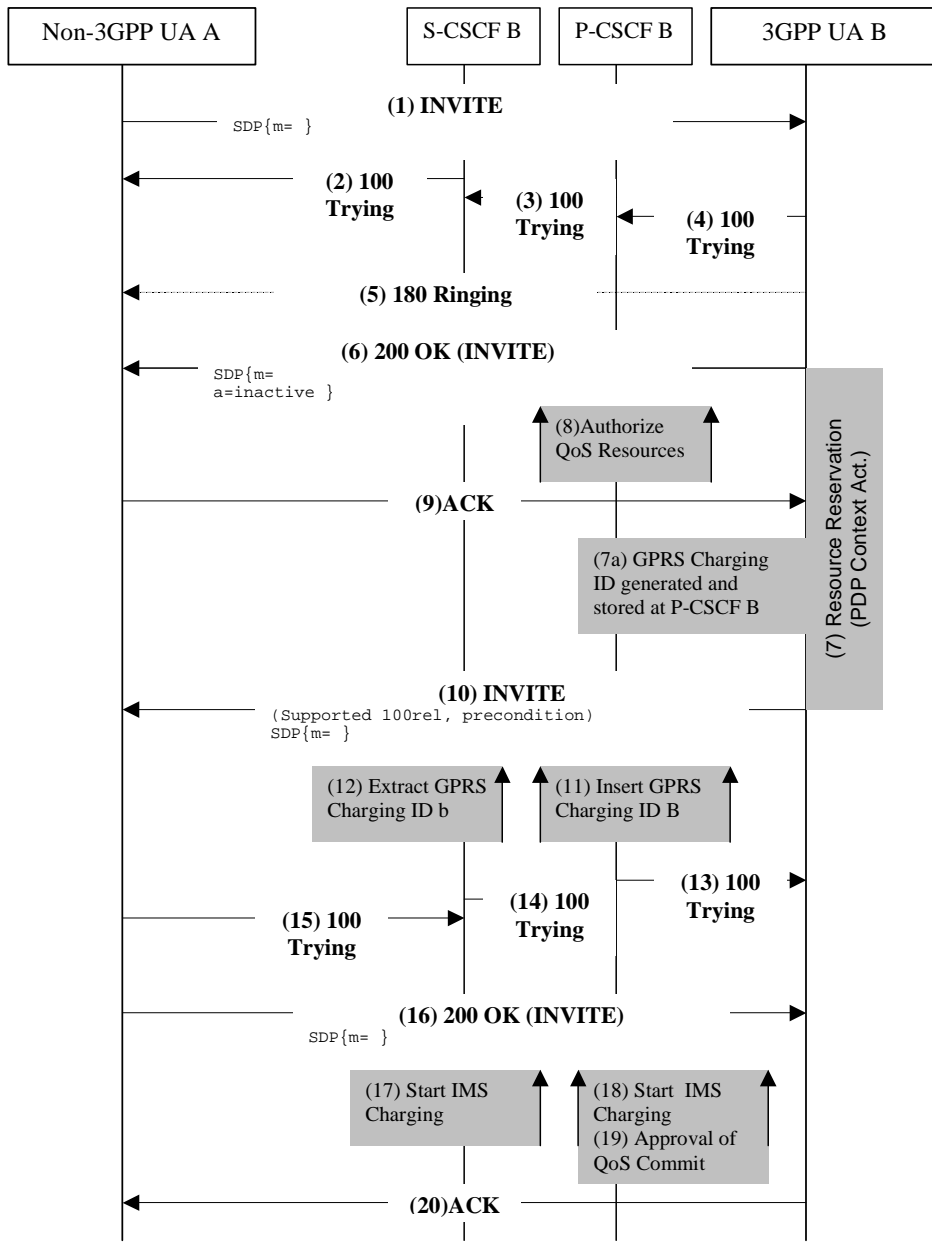 Non-3GPP UA A
S-CSCF B
P-CSCF B
3GPP UA B
(1) INVITE
SDP{m= }
(2) 100
Trying
(3) 100
Trying
(4) 100
Trying
(5) 180 Ringing
(6) 200 OK (INVITE)
SDP{m=
a=inactive }
(8)Authorize
QoS Resources
(9)ACK
(7a) GPRS Charging
ID generated and
stored at P-CSCF B
(7) Resource Reservation
(PDP Context Act.)
(10) INVITE
(Supported 100rel, precondition)
SDP{m= }
(12) Extract GPRS
Charging ID b
(11) Insert GPRS
Charging ID B
(13) 100
Trying
(14) 100
Trying
(15) 100
Trying
(16) 200 OK (INVITE)
SDP{m= }
(17) Start IMS
Charging
(18) Start IMS
Charging
(19) Approval of
QoS Commit
(20)ACK